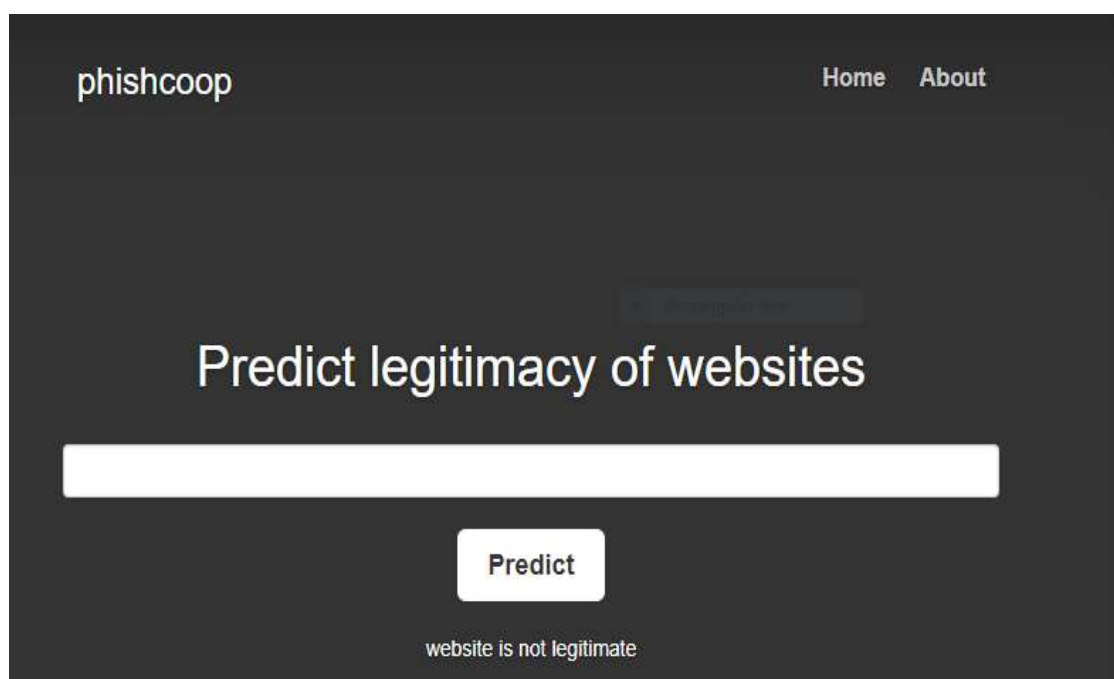 phishcoop
Home About
Predict legitimacy of websites
Predict
website is not legitimate